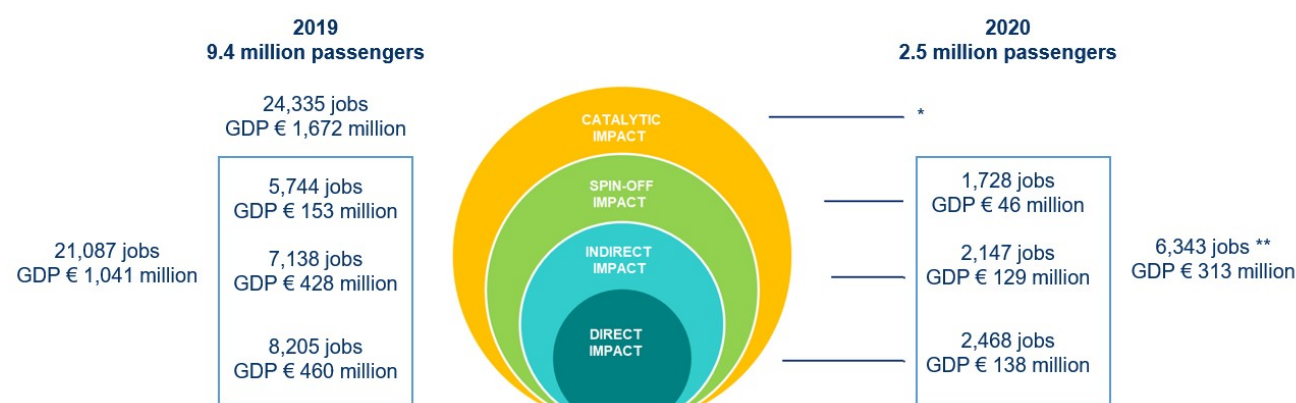 2019
9.4 million passengers
2020
2.5 million passengers
24,335 jobs
GDP € 1,672 million
CATALYTIC
IMPACT
*
5,744 jobs
GDP € 153 million
SPIN-OFF
IMPACT
1,728 jobs
GDP € 46 million
21,087 jobs
GDP € 1,041 million
7,138 jobs
GDP € 428 million
INDIRECT
IMPACT
2,147 jobs
GDP € 129 million
6,343 jobs **
GDP € 313 million
8,205 jobs
GDP € 460 million
DIRECT
IMPACT
2,468 jobs
GDP € 138 million